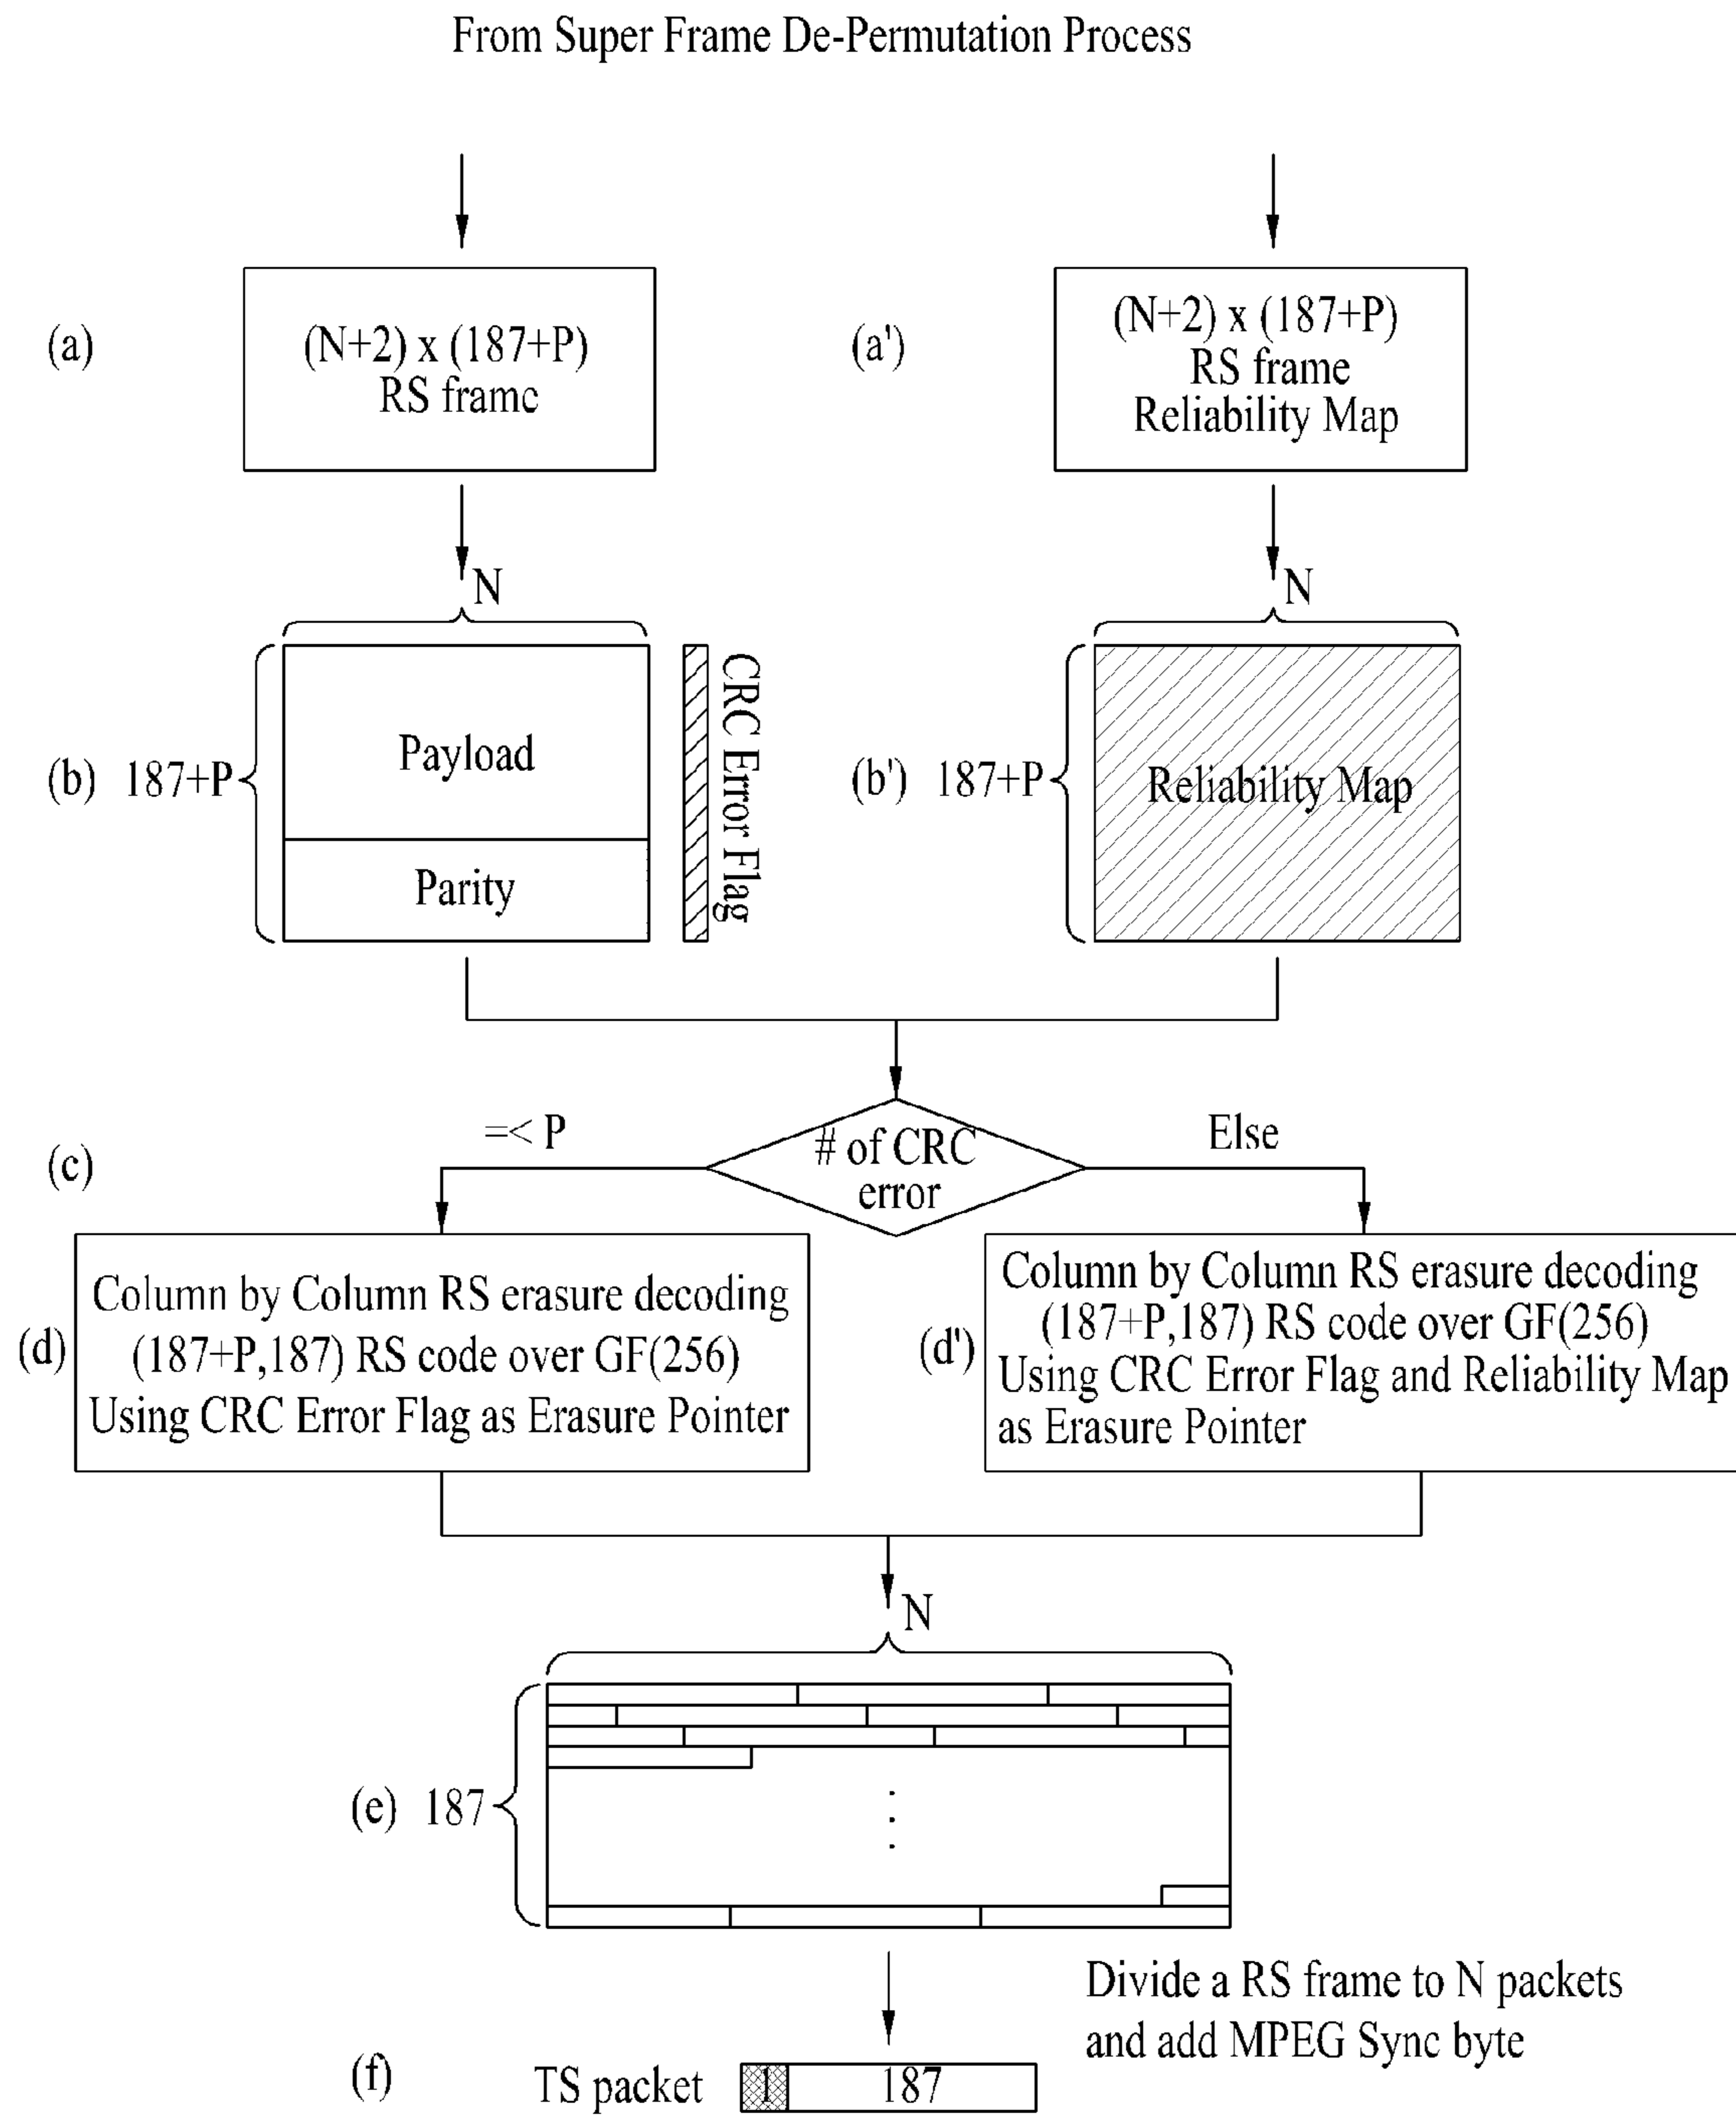 From Super Frame De-Permutation Process
(a)
(N+2) x (187+P)
RS frame
(a')
(N+2) x (187+P)
RS frame
Reliability Map
N
N
(b)
187+P
Payload
Parity
CRC Error Flag
(b')
187+P
Reliability Map
(c)
=< P
# of CRC
error
Else
(d)
Column by Column RS erasure decoding
(187+P,187) RS code over GF(256)
Using CRC Error Flag as Erasure Pointer
(d')
Column by Column RS erasure decoding
(187+P,187) RS code over GF(256)
Using CRC Error Flag and Reliability Map
as Erasure Pointer
N
(e)
187
Divide a RS frame to N packets
and add MPEG Sync byte
(f)
TS packet
1
187